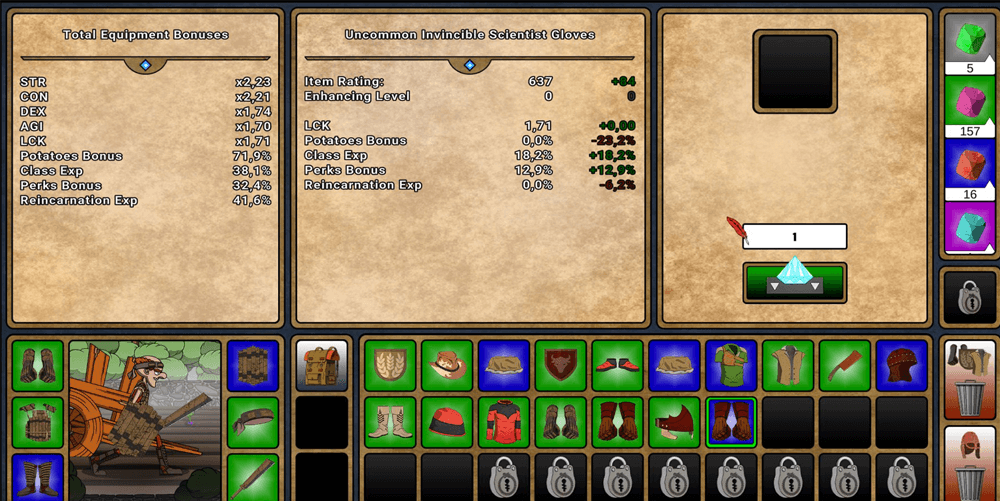 Total Equipment Bonuses
STR x2,23
CON x2,21
DEX x1,74
AGI x1,70
LCK x1,71
Potatoes Bonus 71,9%
Class Exp 38,1%
Perks Bonus 32,4%
Reincarnation Exp 41,6%
Uncommon Invincible Scientist Gloves
Item Rating: 637 +84
Enhancing Level 0 0
LCK 1,71 +0,00
Potatoes Bonus 0,0% -23,2%
Class Exp 18,2% +18,2%
Perks Bonus 12,9% +12,9%
Reincarnation Exp 0,0% -6,2%
1
5
157
16